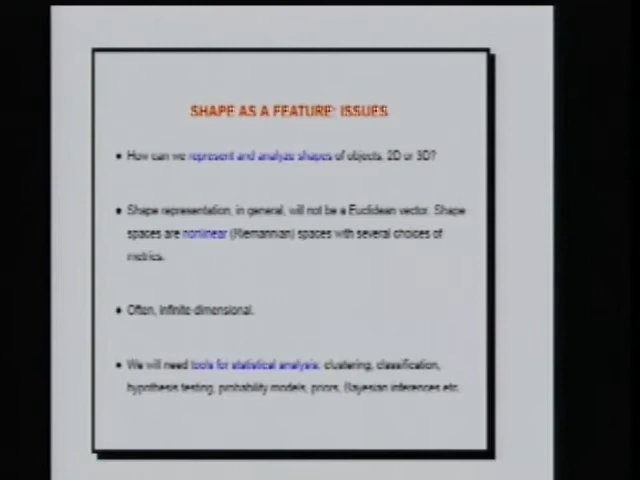 SHAPE AS A FEATURE: ISSUES
• How can we represent and analyze shapes of objects, 2D or 3D?
• Shape representation, in general, will not be a Euclidean vector. Shape
spaces are nonlinear (Riemannian) spaces with several choices of
metrics.
• Often, infinite-dimensional.
• We will need tools for statistical analysis: clustering, classification,
hypothesis testing, probability models, priors, Bayesian inferences etc.